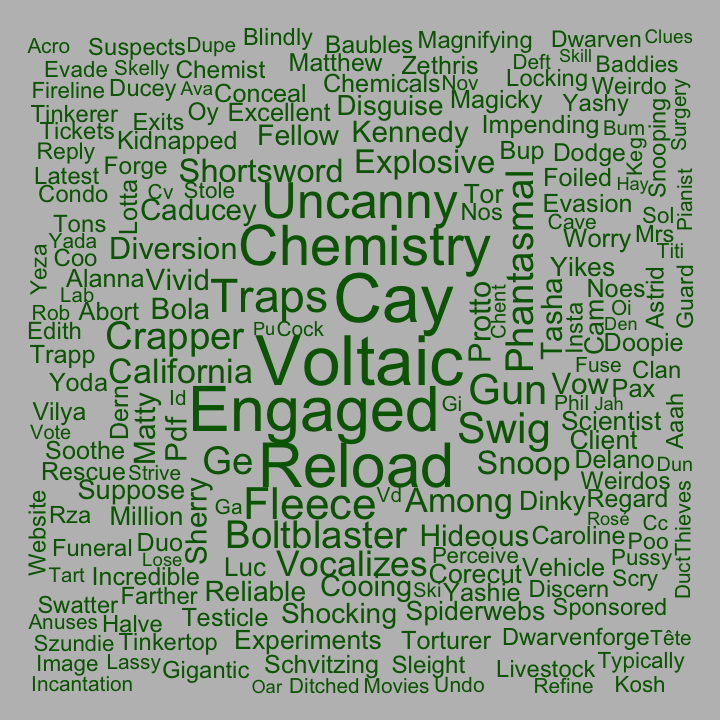 Acro Suspects Dupe Blindly Baubles Magnifying Dwarven Clues
Evade Skelly Chemist Matthew Zethris Deft Skill Baddies
Fireline Ducey Ava Conceal Chemicals Nov Locking Weirdo
Tinkerer Oy Excellent Disguise Magicky Yashy
Tickets Exits Kidnapped Fellow Kennedy Impending Bum Keg Snooping Surgery
Reply Forge Shortsword Explosive Bup Dodge
Latest Foiled Hay
Condo Lotta Cv Stole Uncanny Tor Phantasmal Evasion Pianist
Tons Caducey Nos Cave Sol
Yada Diversion Chemistry Worry Mrs
Yeza Coo Titi
Alanna Vivid Traps Cay Protto Chent Tasha Yikes Noes Astrid Guard
Lab Bola Insta Cam Oi
Rob Abort Den
Edith Crapper Pu Cock Doopie
Trapp California Voltaic Fuse Clan
Yoda Id Engaged Gun Vow Pax
Vilya Dern Matty Pdf Gi Phil Jah Aaah
Vote Swig Scientist
Soothe Client
Rescue Strive Ge Reload Snoop Delano Dun
Suppose Sherry Weirdos
Website Rza Million Ga Fleece Vd Among Dinky Regard Duct Thieves
Funeral Duo Boltblaster Hideous Caroline Rosé Cc
Lose Poo
Tart Incredible Luc Vocalizes Perceive Corecut Vehicle Pussy
Farther Reliable Cooing Ski Yashie Discern Scry
Swatter Testicle Shocking Spiderwebs Sponsored
Anuses Halve
Szundie Tinkertop Experiments Torturer Dwarvenforge Tête
Image Lassy Gigantic Schvitzing Sleight Livestock Typically
Incantation Oar Ditched Movies Undo Refine Kosh